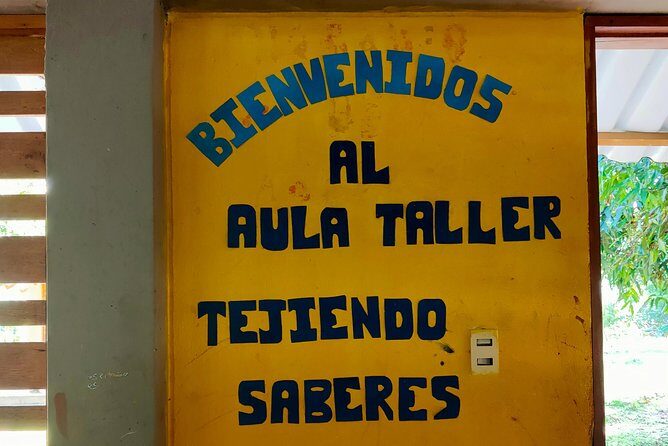 BIENVENIDOS
AL
AULA TALLER
TEJIENDO
SABERES